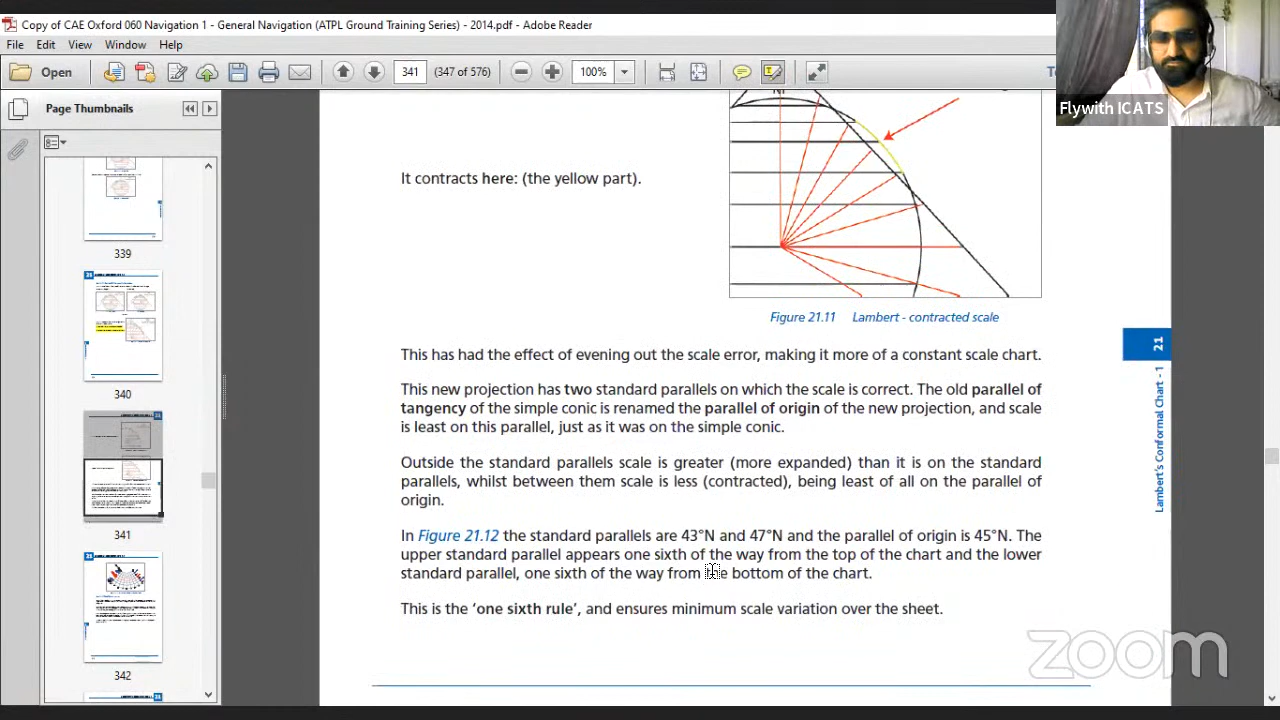 Copy of CAE Oxford 060 Navigation 1 - General Navigation (ATPL Ground Training Series) - 2014.pdf - Adobe Reader
File Edit View Window Help
Open 341 (347 of 576) 100%
Page Thumbnails
Flywith ICATS
339
340
341
342
It contracts here: (the yellow part).
Figure 21.11 Lambert - contracted scale
This has had the effect of evening out the scale error, making it more of a constant scale chart.
This new projection has two standard parallels on which the scale is correct. The old parallel of
tangency of the simple conic is renamed the parallel of origin of the new projection, and scale
is least on this parallel, just as it was on the simple conic.
Outside the standard parallels scale is greater (more expanded) than it is on the standard
parallels, whilst between them scale is less (contracted), being least of all on the parallel of
origin.
In Figure 21.12 the standard parallels are 43°N and 47°N and the parallel of origin is 45°N. The
upper standard parallel appears one sixth of the way from the top of the chart and the lower
standard parallel, one sixth of the way from the bottom of the chart.
This is the ‘one sixth rule’, and ensures minimum scale variation over the sheet.
21
Lambert's Conformal Chart - 1
zoom